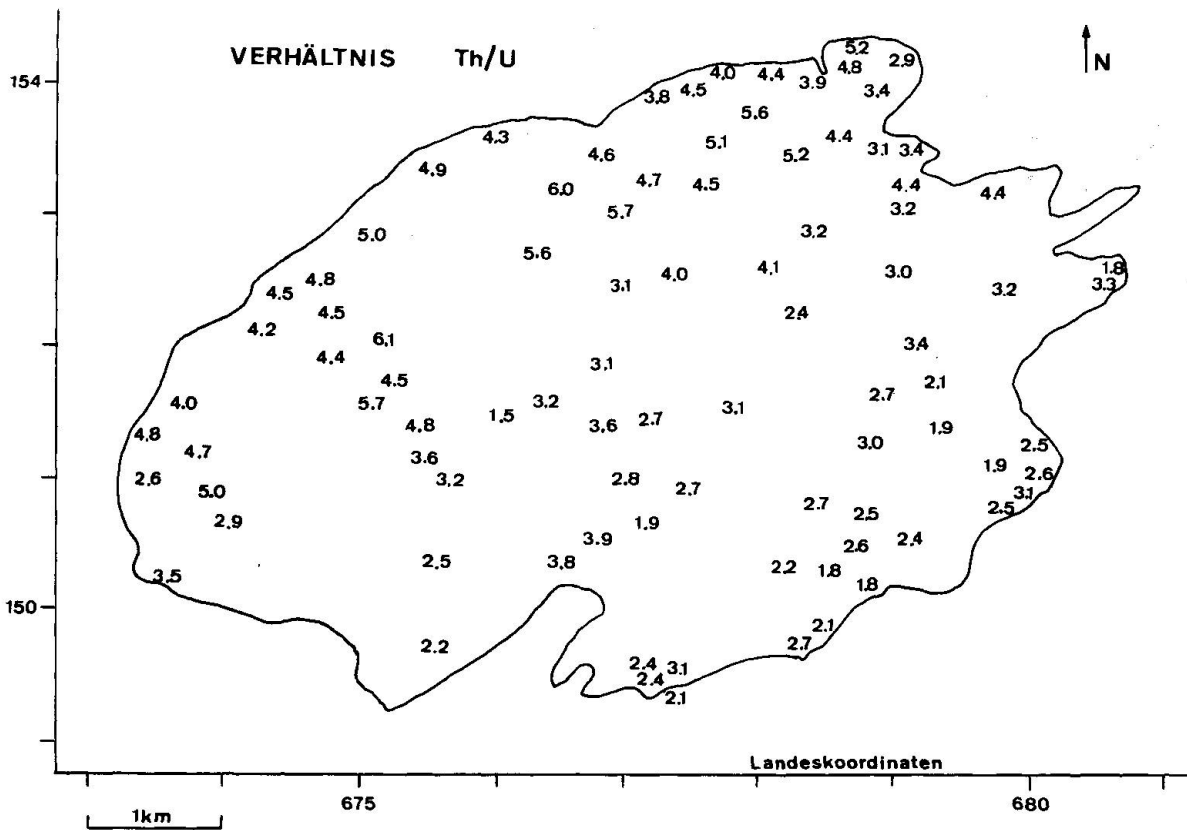 VERHÄLTNIS Th/U
N
154
5.2
2.9
4.0 4.4 4.8
3.9
3.8 4.5 3.4
5.6
4.3 5.1 4.4
4.6 5.2 3.1 3.4
4.9
6.0 4.7 4.5 4.4 4.4
5.7 3.2
5.0 3.2
5.6
4.8 3.1 4.0 4.1 3.0 1.8
4.5 3.2 3.3
4.5 2.4
4.2
6.1 3.4
4.4 3.1
4.5 2.1
4.0 5.7 3.2 3.1 2.7
1.5 2.7
4.8 4.8 3.6 1.9
4.7 3.0 2.5
3.6 1.9
2.6 3.2 2.8 2.6
5.0 2.7 3.1
2.7 2.5
2.9 1.9 2.5
3.9 2.4
2.6
2.5 3.8 2.2 1.8
3.5 1.8
150
2.1
2.2 2.7
2.4 3.1
2.4
2.1
Landeskoordinaten
675 680
1km